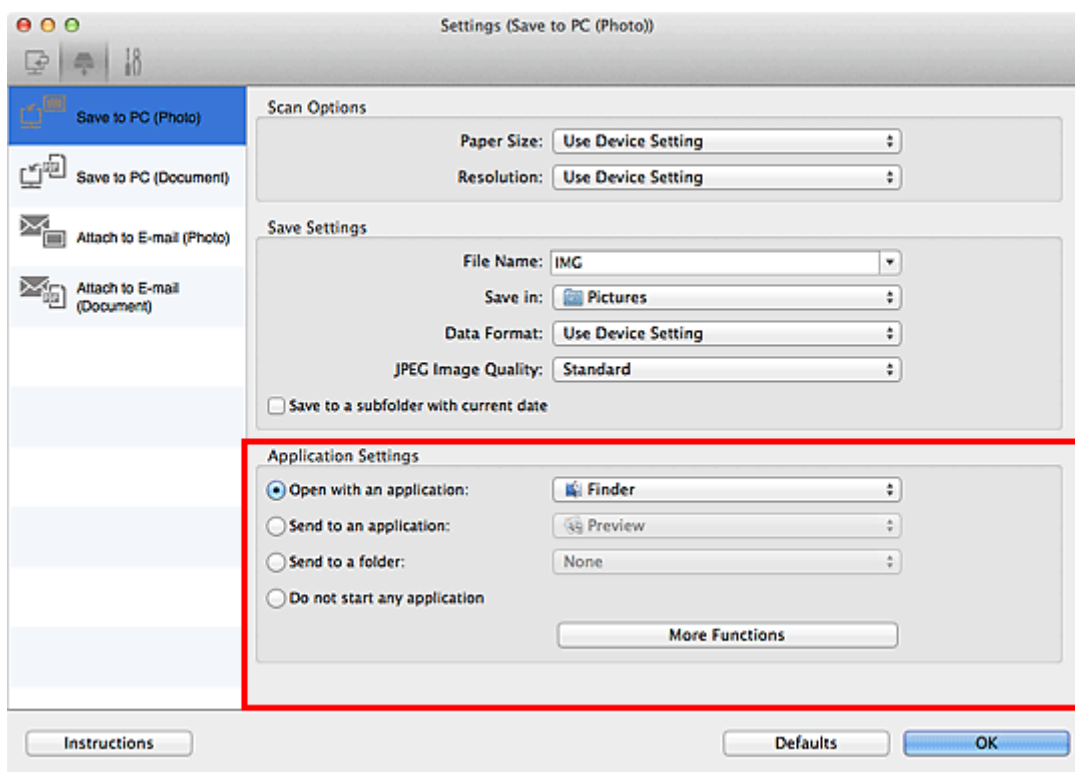 Settings (Save to PC (Photo))
Save to PC (Photo)
Save to PC (Document)
Attach to E-mail (Photo)
Attach to E-mail
(Document)
Scan Options
Paper Size: Use Device Setting
Resolution: Use Device Setting
Save Settings
File Name: IMG
Save in: Pictures
Data Format: Use Device Setting
JPEG Image Quality: Standard
Save to a subfolder with current date
Application Settings
Open with an application: Finder
Send to an application: Preview
Send to a folder: None
Do not start any application
More Functions
Instructions Defaults OK